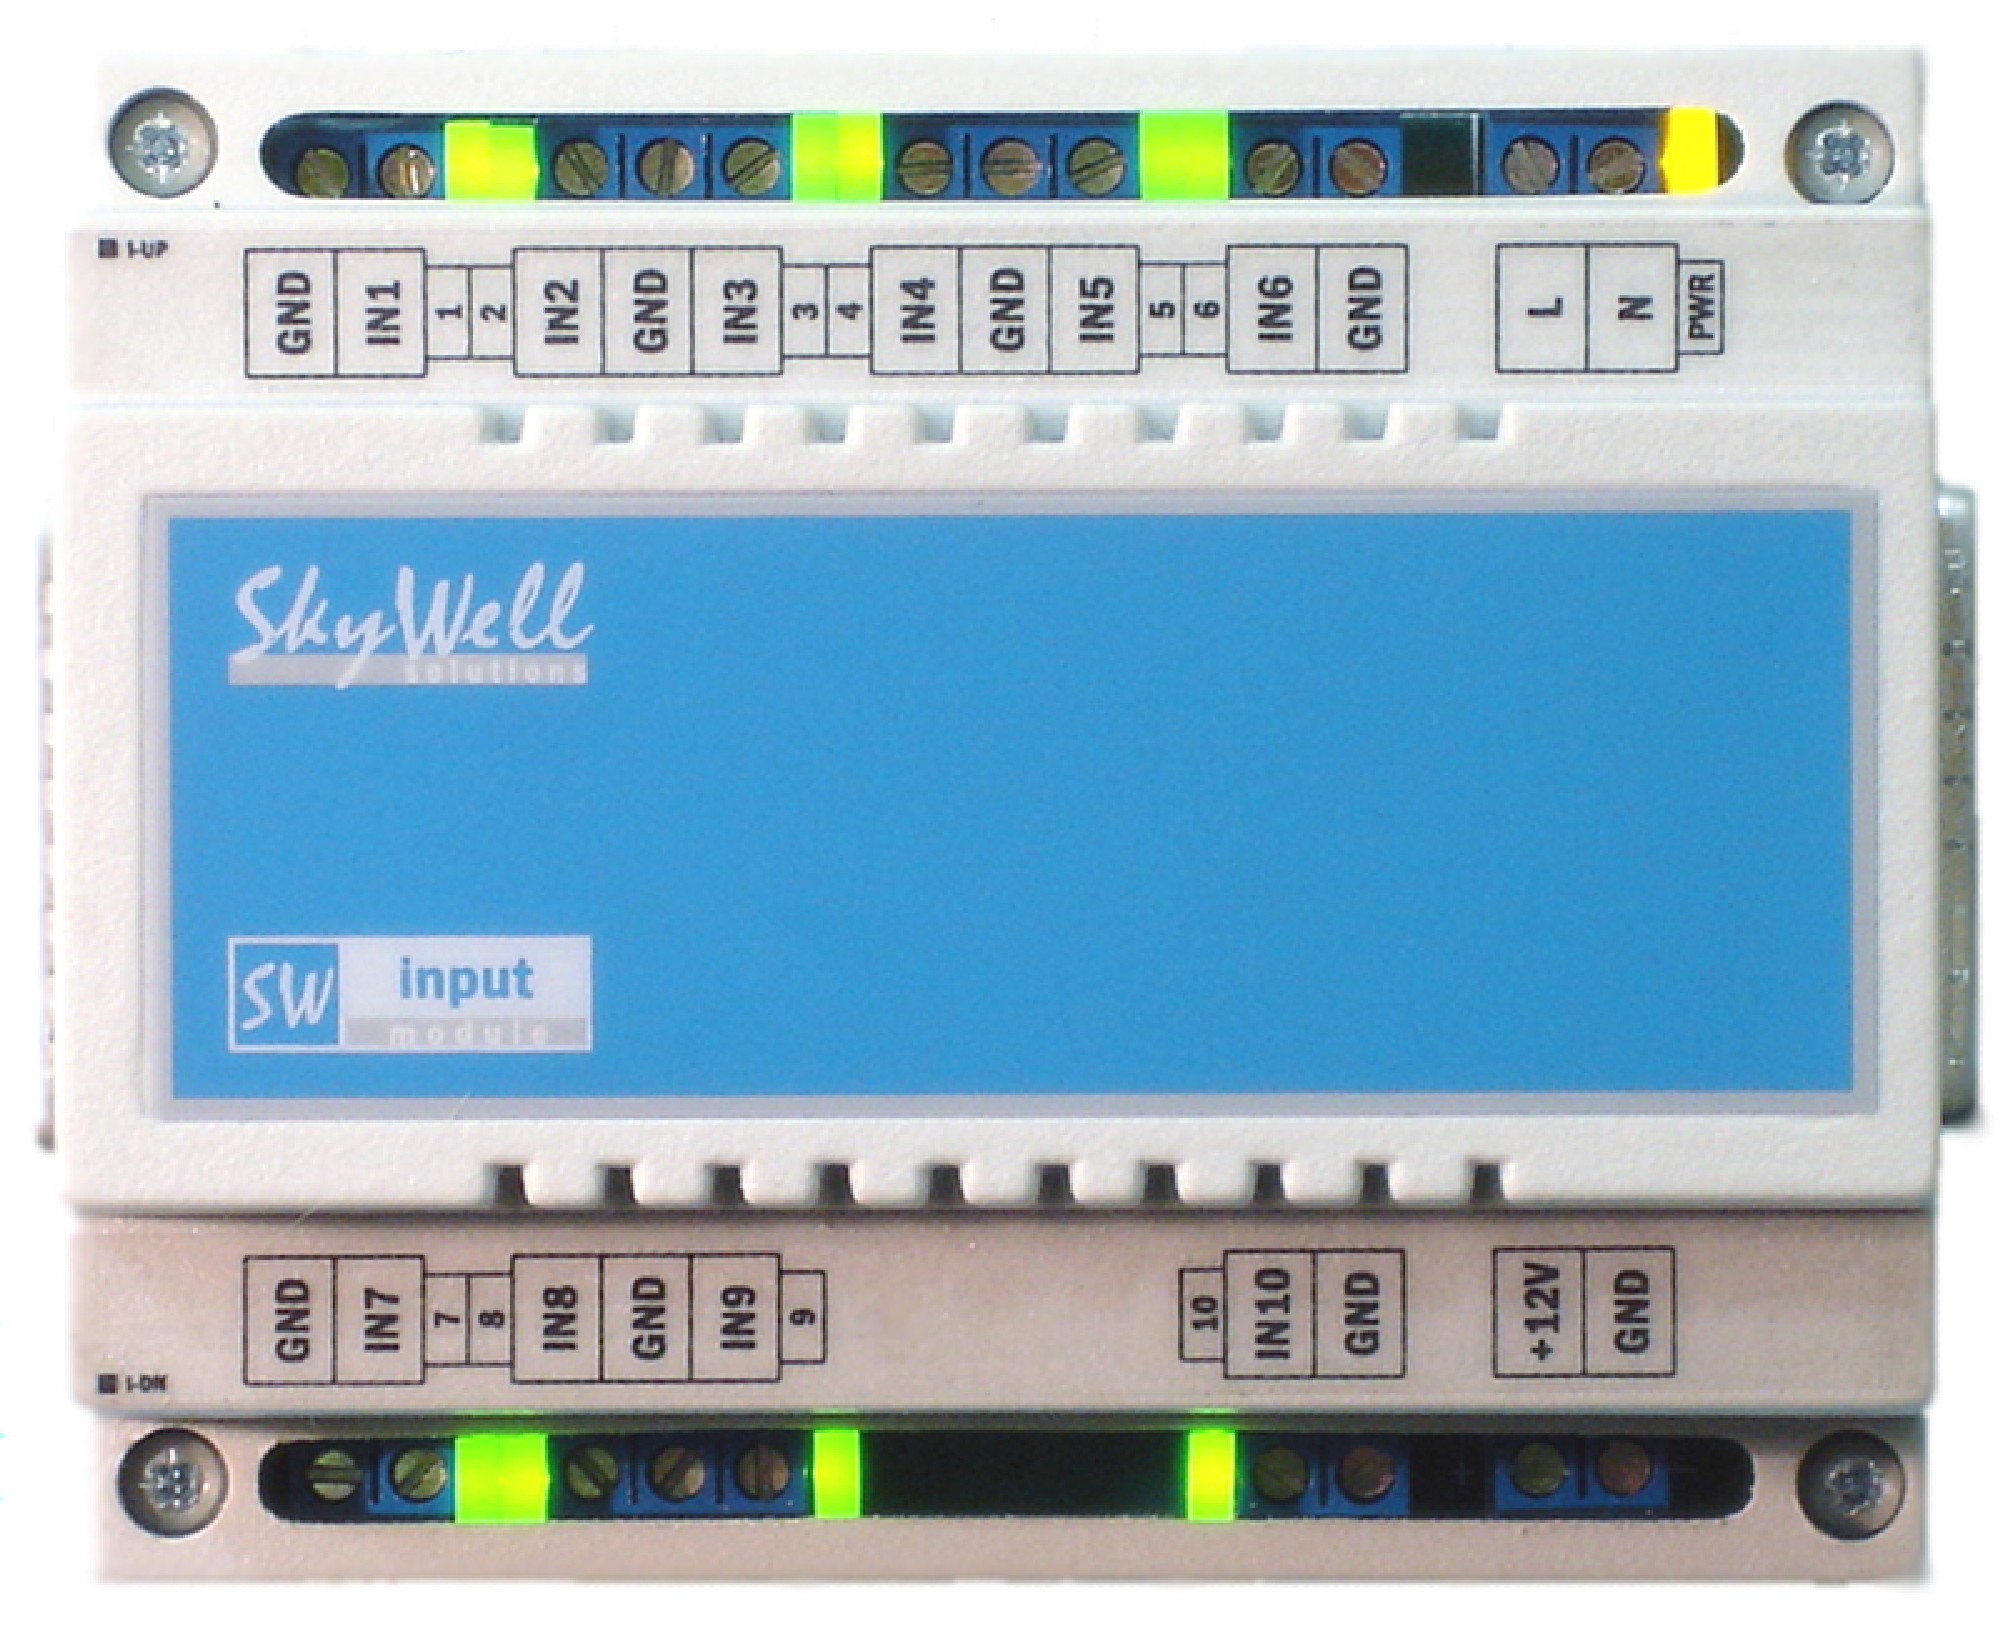 I-UP
GND IN1 1 2 IN2 GND IN3 3 4 IN4 GND IN5 5 6 IN6 GND L N PWR
SkyWell
solutions
SW input
module
GND IN7 7 8 IN8 GND IN9 9 10 IN10 GND +12V GND
I-DN